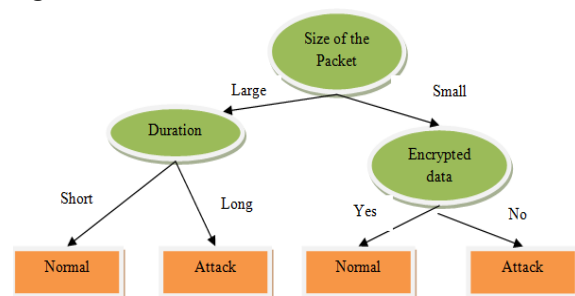 Size of the
Packet
Large
Small
Duration
Encrypted
data
Short
Long
Yes
No
Normal
Attack
Normal
Attack